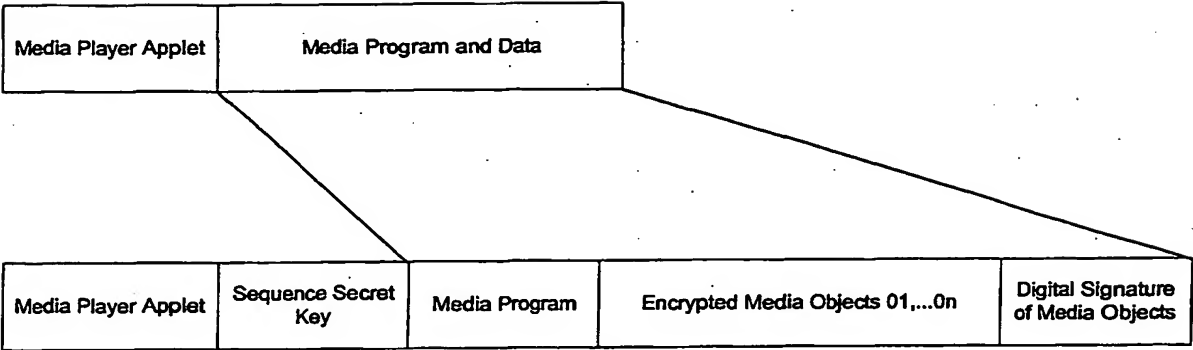 Media Player Applet
Media Program and Data
Media Player Applet
Sequence Secret
Key
Media Program
Encrypted Media Objects 01,...0n
Digital Signature
of Media Objects